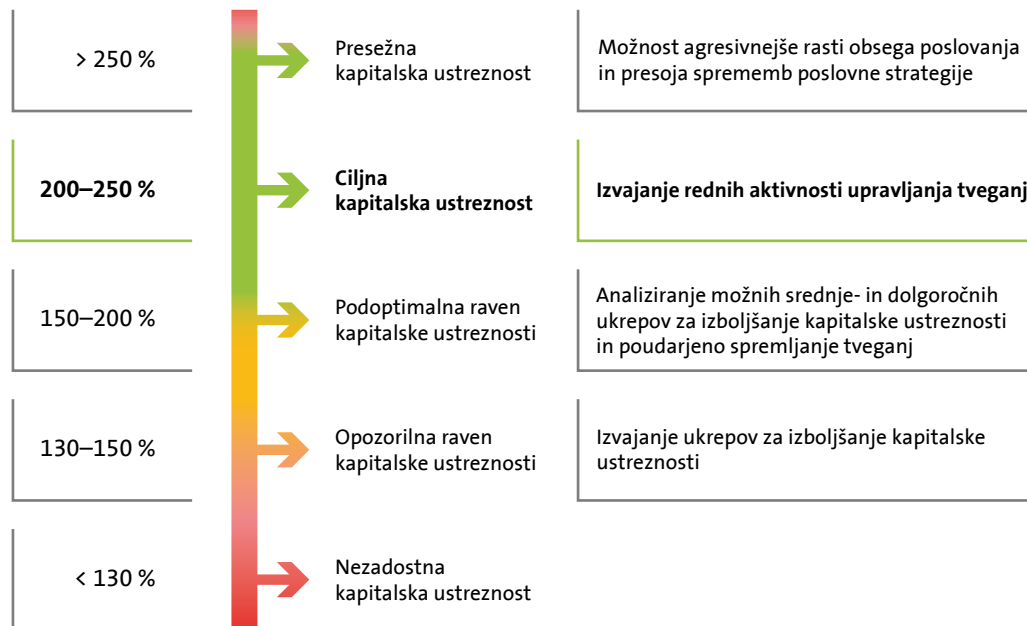 > 250 %
Presežna
kapitalska ustreznost
Možnost agresivnejše rasti obsega poslovanja
in presoja sprememb poslovne strategije
200–250 %
Ciljna
kapitalska ustreznost
Izvajanje rednih aktivnosti upravljanja tveganj
150–200 %
Podoptimalna raven
kapitalske ustreznosti
Analiziranje možnih srednje- in dolgoročnih
ukrepov za izboljšanje kapitalske ustreznosti
in poudarjeno spremljanje tveganj
130–150 %
Opozorilna raven
kapitalske ustreznosti
Izvajanje ukrepov za izboljšanje kapitalske
ustreznosti
< 130 %
Nezadostna
kapitalska ustreznost